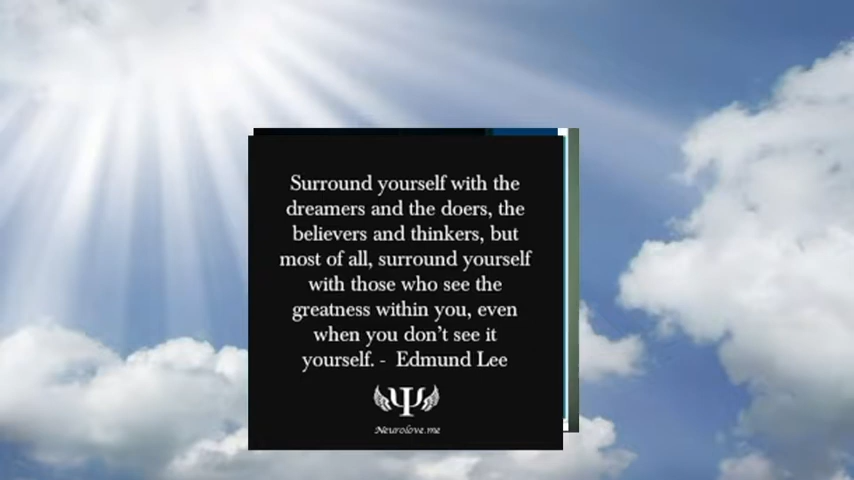 Surround yourself with the
dreamers and the doers, the
believers and thinkers, but
most of all, surround yourself
with those who see the
greatness within you, even
when you don't see it
yourself. - Edmund Lee
Ψ
Neurolove.me